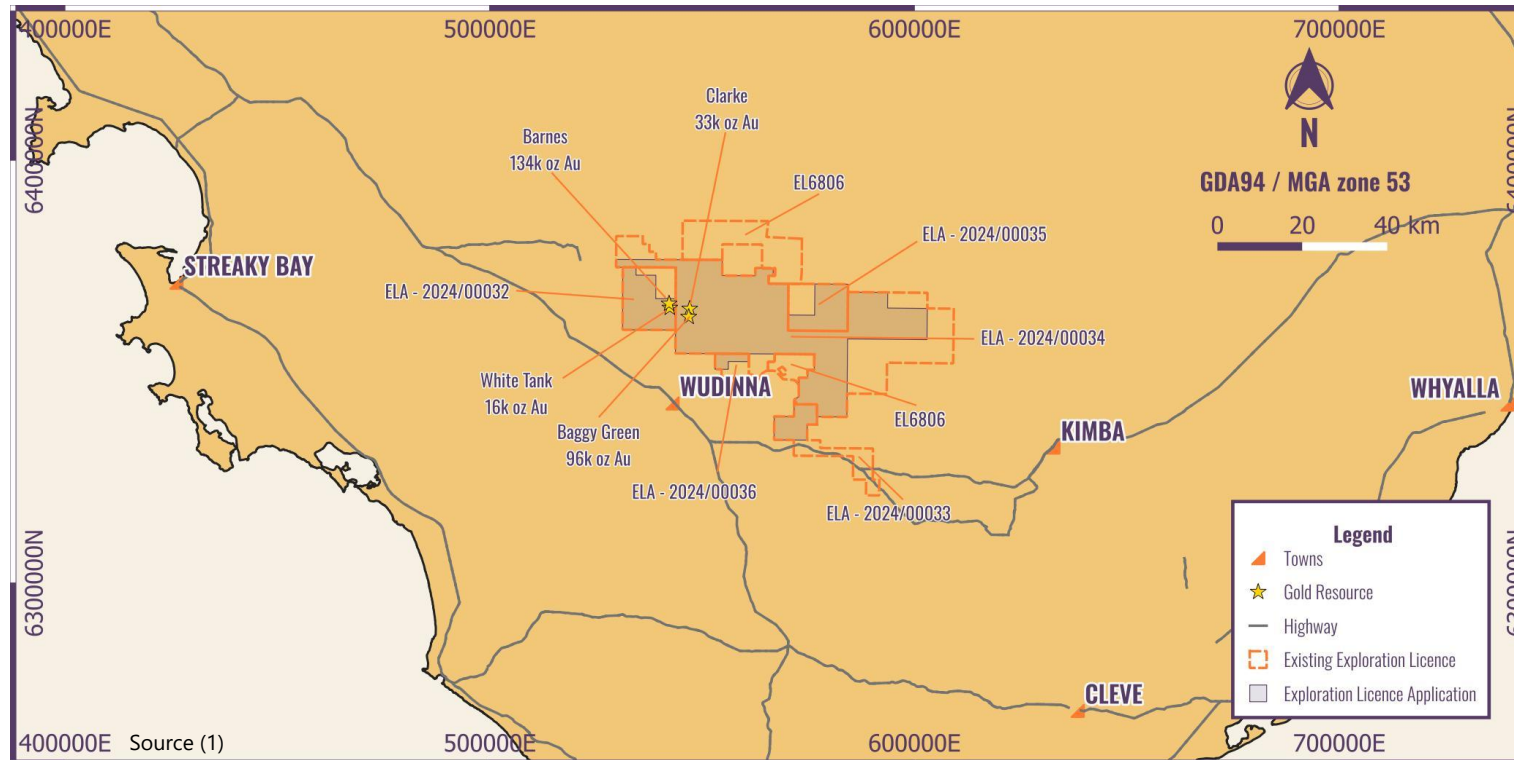 400000E
500000E
600000E
700000E
6400000N
6400000N
Clarke
33k oz Au
Barnes
134k oz Au
EL6806
N
GDA94 / MGA zone 53
0
20
40 km
ELA - 2024/00035
STREAKY BAY
ELA - 2024/00032
ELA - 2024/00034
White Tank
16k oz Au
WUDINNA
WHYALLA
EL6806
KIMBA
Baggy Green
96k oz Au
ELA - 2024/00036
ELA - 2024/00033
6300000N
6300000N
Legend
Towns
Gold Resource
Highway
Existing Exploration Licence
Exploration Licence Application
CLEVE
400000E
Source (1)
500000E
600000E
700000E